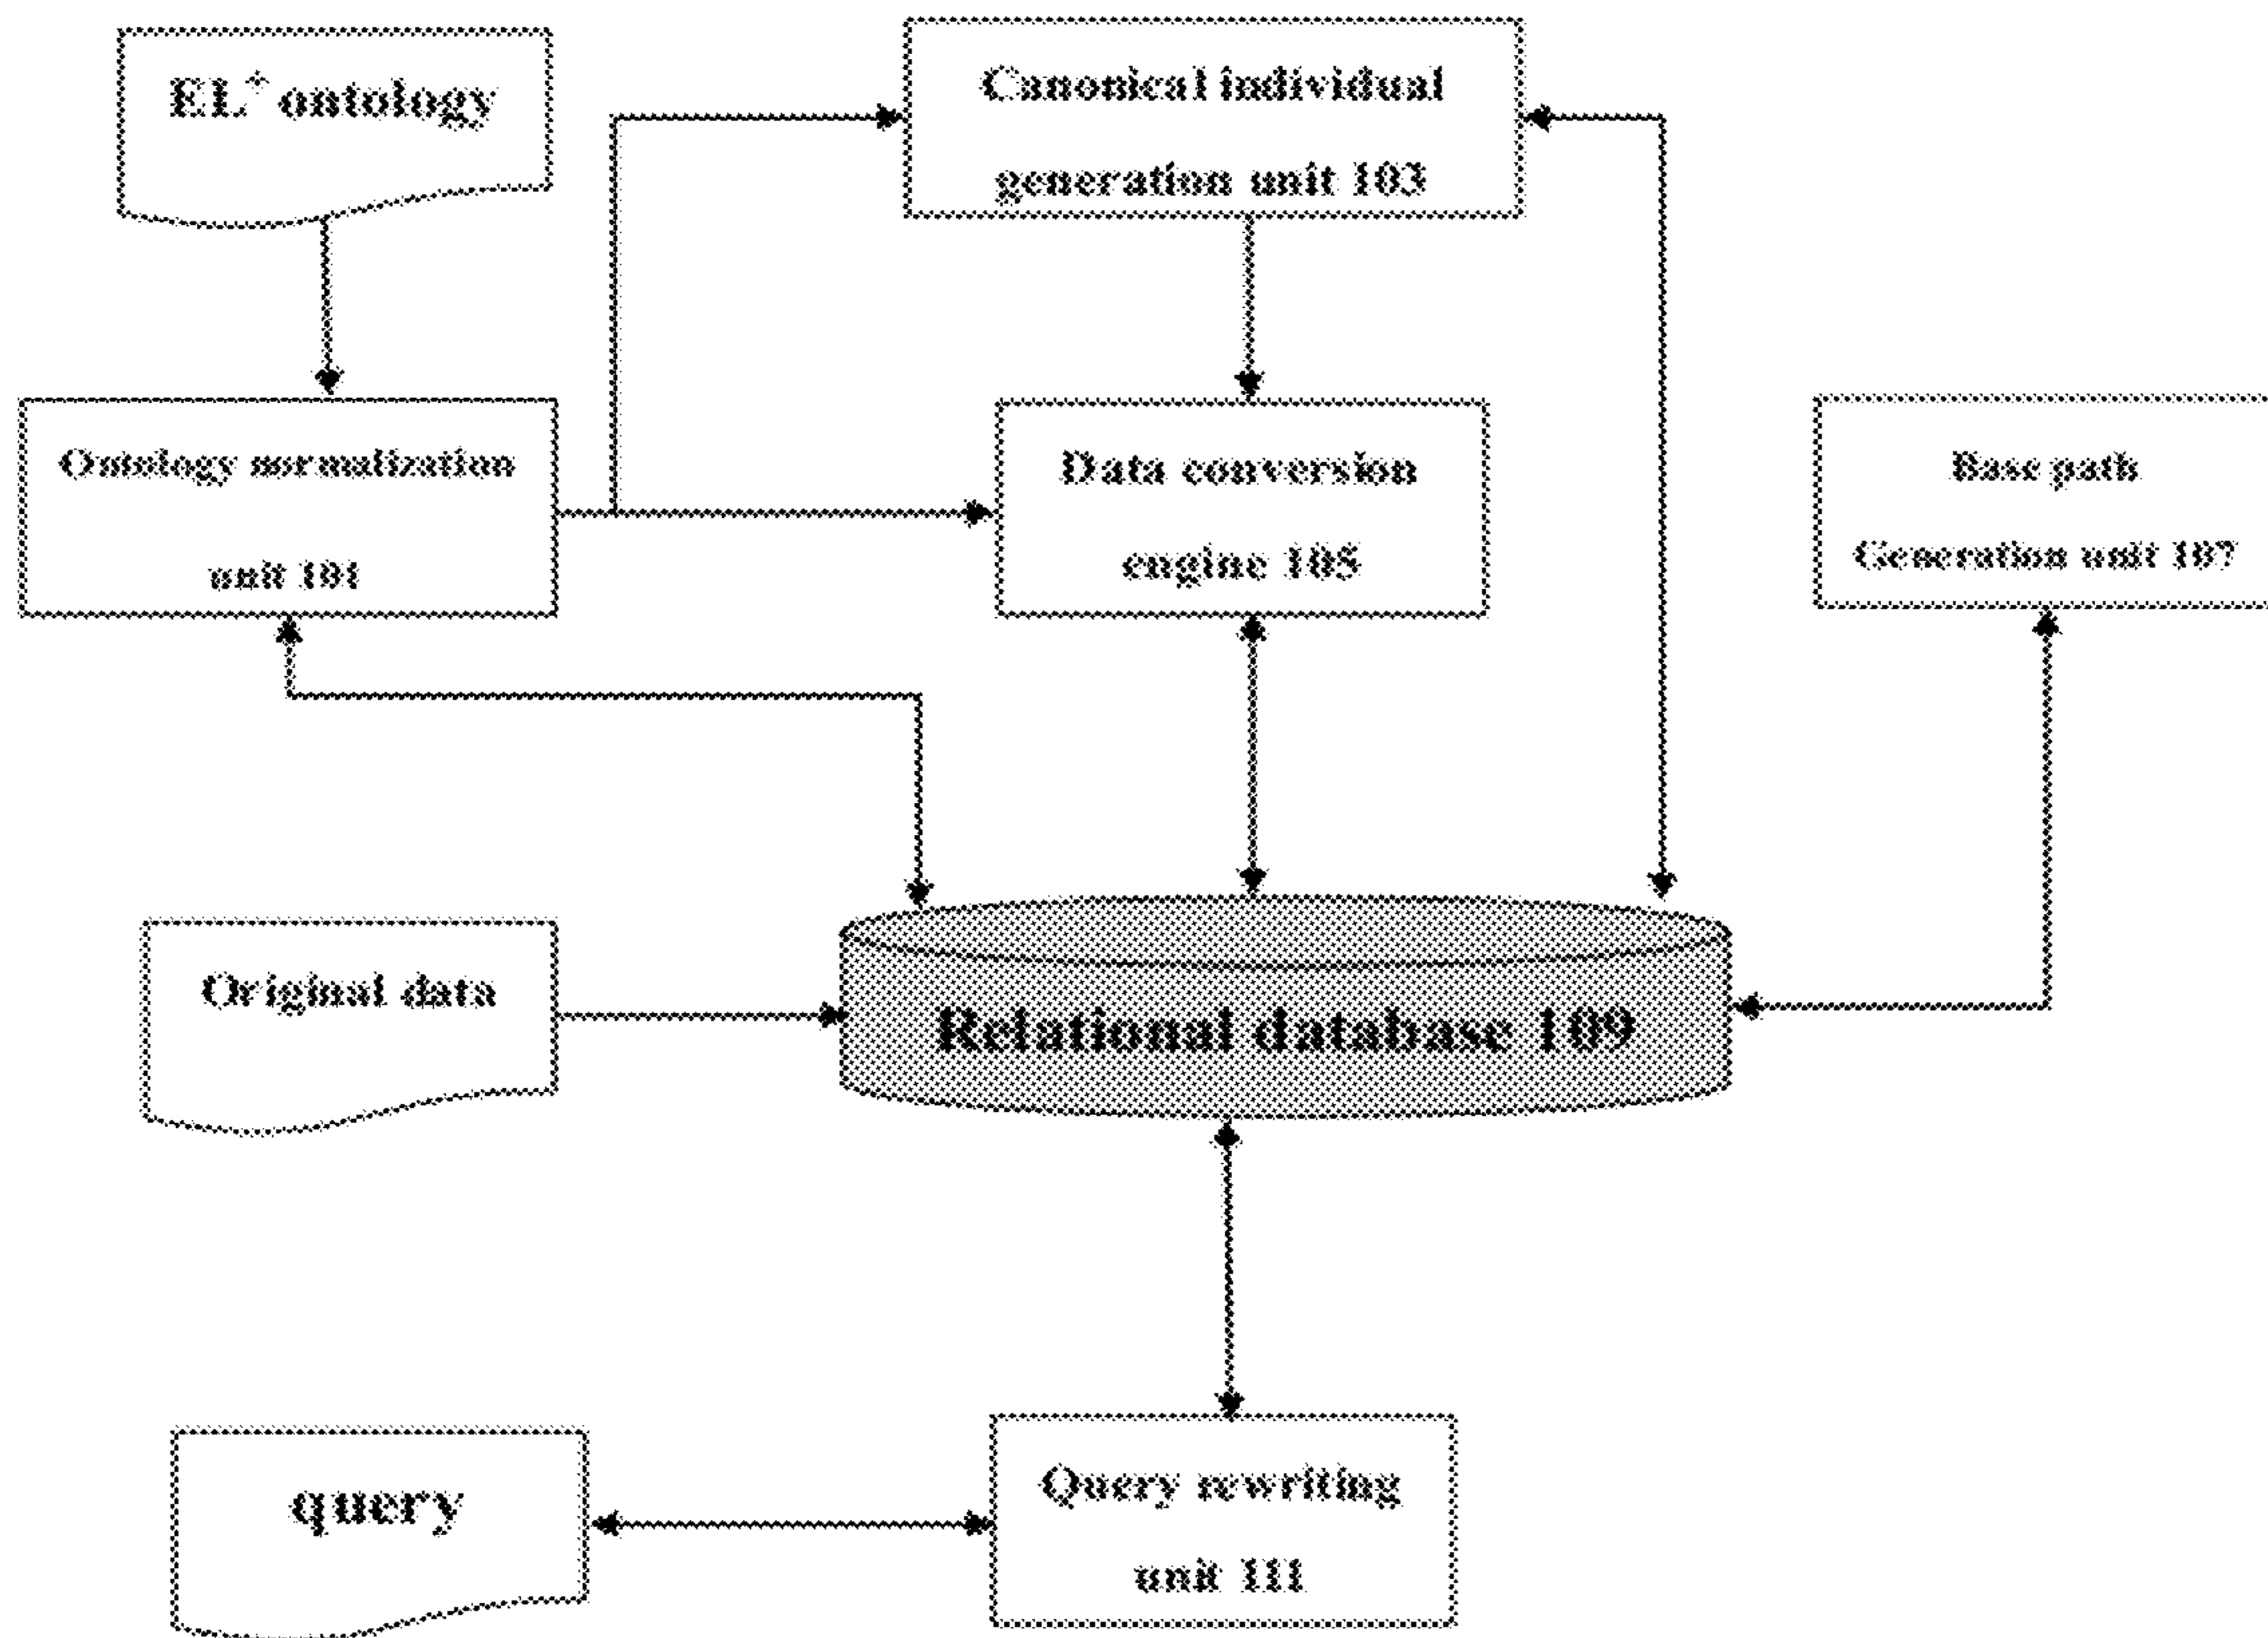 EL⁺ ontology
Canonical individual
generation unit 103
Ontology normalization
unit 101
Data conversion
engine 105
Base path
Generation unit 107
Original data
Relational database 109
query
Query rewriting
unit 111